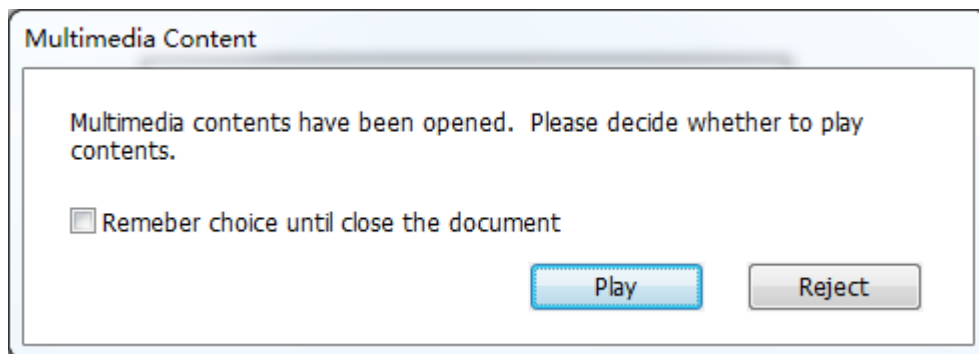 Multimedia Content
Multimedia contents have been opened.  Please decide whether to play
contents.
Remeber choice until close the document
Play
Reject